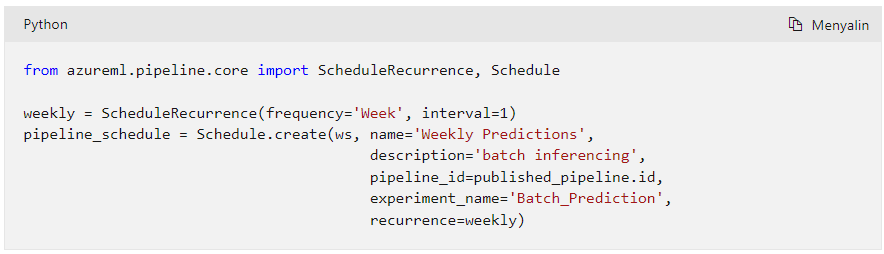 Python
Menyalin
from azureml.pipeline.core import ScheduleRecurrence, Schedule
weekly = ScheduleRecurrence(frequency='Week', interval=1)
pipeline_schedule = Schedule.create(ws, name='Weekly Predictions',
description='batch inferencing',
pipeline_id=published_pipeline.id,
experiment_name='Batch_Prediction',
recurrence=weekly)